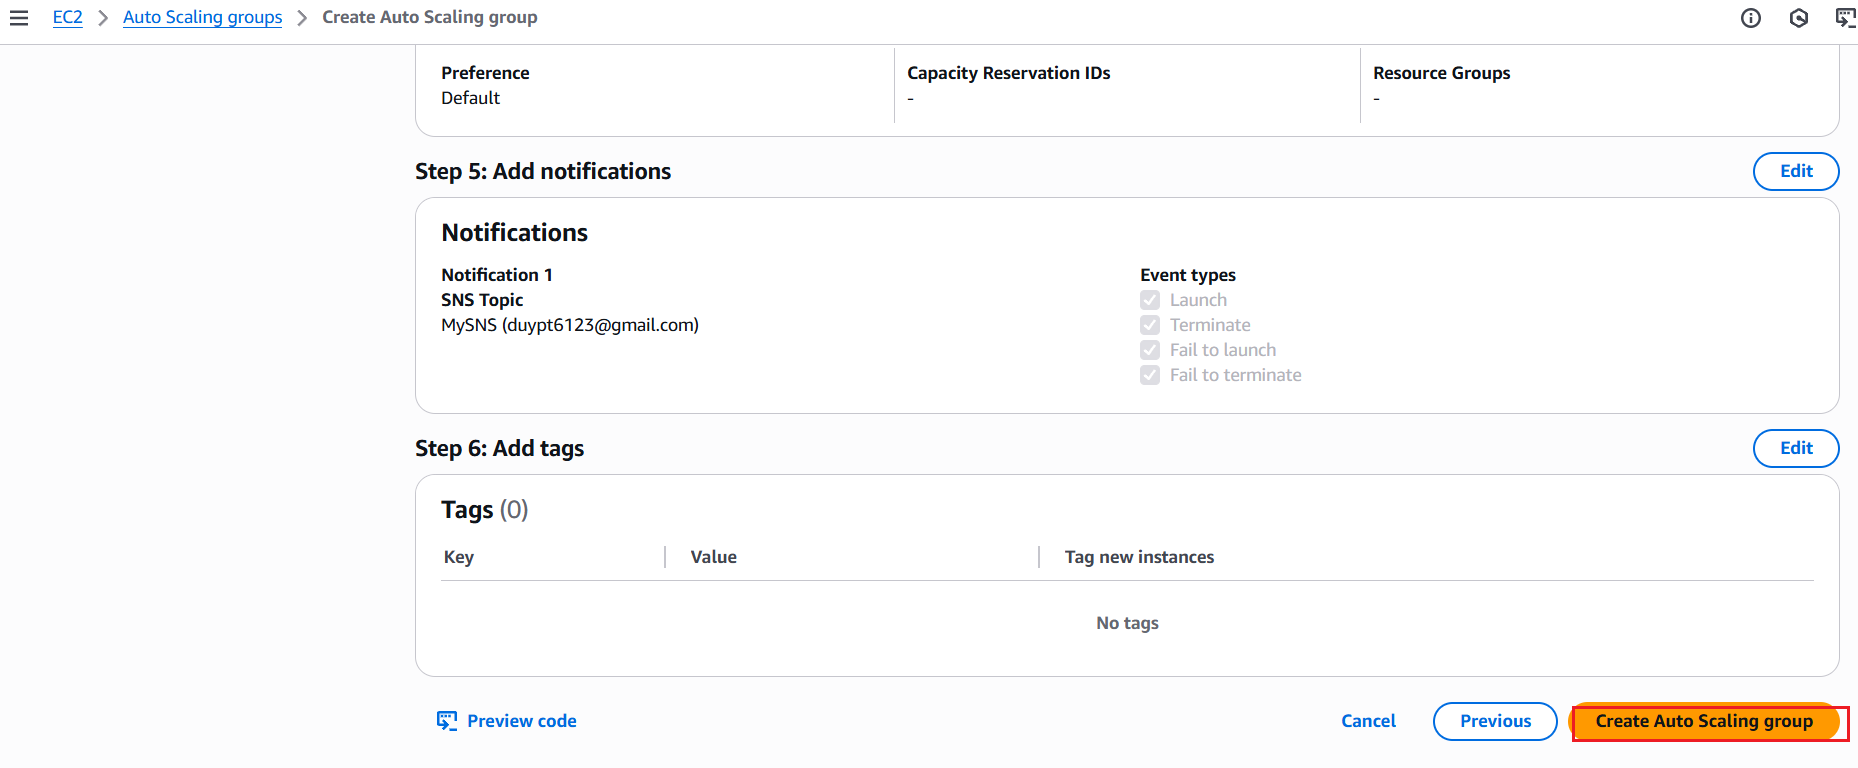 EC2 > Auto Scaling groups > Create Auto Scaling group
Preference
Default
Capacity Reservation IDs
-
Resource Groups
-
Step 5: Add notifications
Edit
Notifications
Notification 1
SNS Topic
MySNS (duypt6123@gmail.com)
Event types
Launch
Terminate
Fail to launch
Fail to terminate
Step 6: Add tags
Edit
Tags (0)
Key Value Tag new instances
No tags
Preview code
Cancel
Previous
Create Auto Scaling group